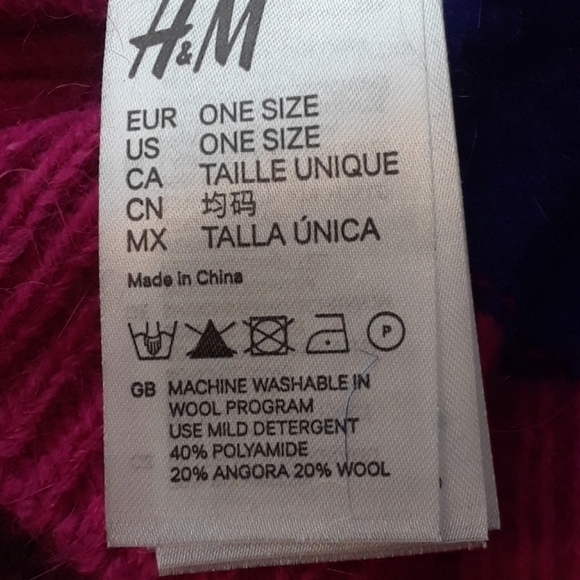 H&M
EUR ONE SIZE
US ONE SIZE
CA TAILLE UNIQUE
CN 均码
MX TALLA ÚNICA
Made in China
P
GB MACHINE WASHABLE IN
WOOL PROGRAM
USE MILD DETERGENT
40% POLYAMIDE
20% ANGORA 20% WOOL